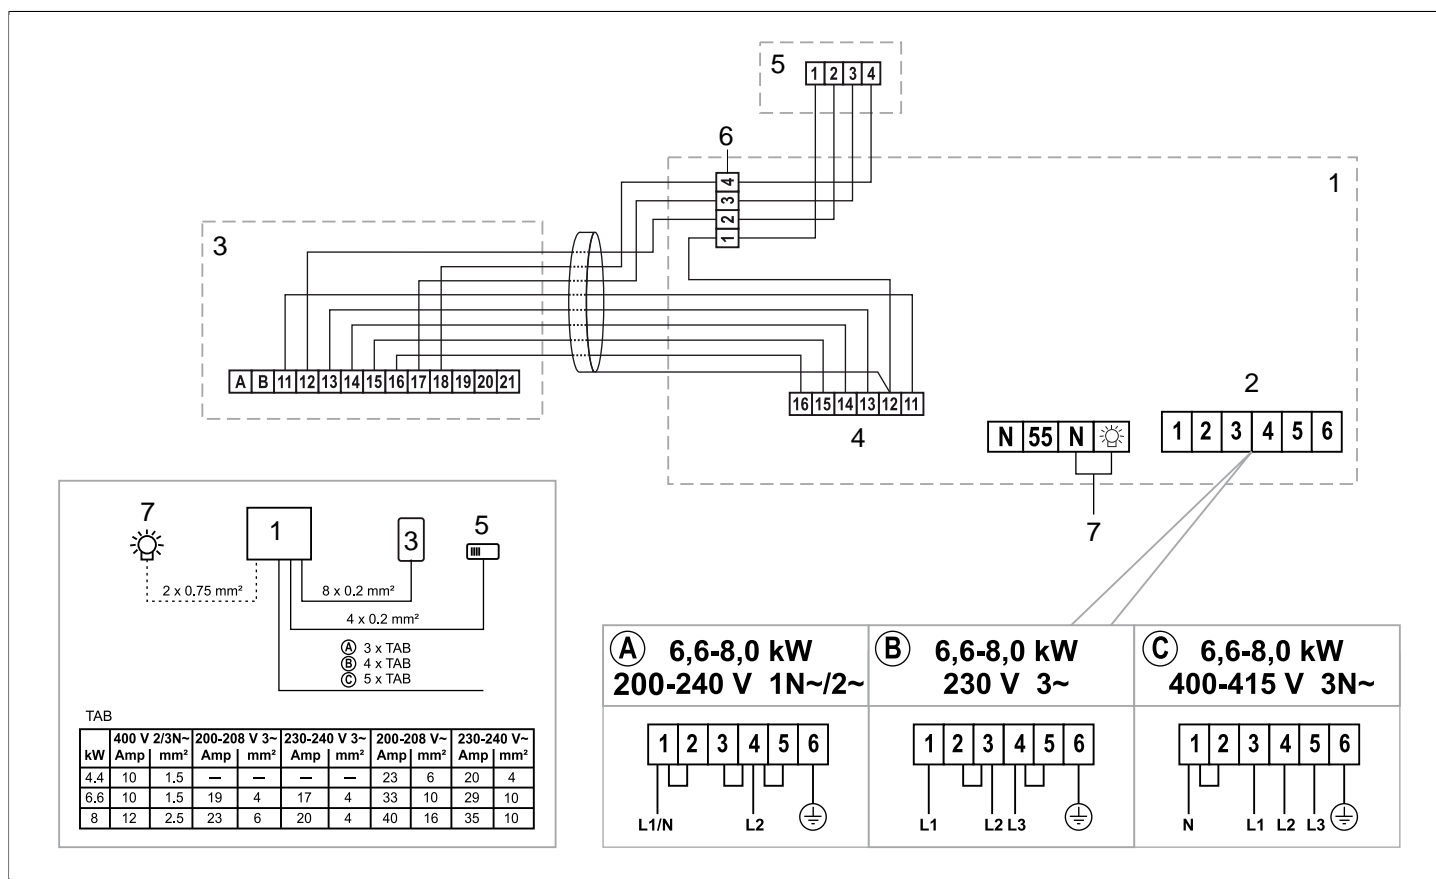 5
1 2 3 4
6
4
3
2
1
1
3
A B 11 12 13 14 15 16 17 18 19 20 21
16 15 14 13 12 11
4
N 55 N
7
2
1 2 3 4 5 6
7
1
3
5
2 x 0.75 mm²
8 x 0.2 mm²
4 x 0.2 mm²
A 3 x TAB
B 4 x TAB
C 5 x TAB
TAB
400 V 2/3N~ 200-208 V 3~ 230-240 V 3~ 200-208 V~ 230-240 V~
kW Amp mm² Amp mm² Amp mm² Amp mm² Amp mm²
4.4 10 1.5 — — — — 23 6 20 4
6.6 10 1.5 19 4 17 4 33 10 29 10
8 12 2.5 23 6 20 4 40 16 35 10
A 6,6-8,0 kW
200-240 V 1N~/2~
1 2 3 4 5 6
L1/N L2
B 6,6-8,0 kW
230 V 3~
1 2 3 4 5 6
L1 L2 L3
C 6,6-8,0 kW
400-415 V 3N~
1 2 3 4 5 6
N L1 L2 L3